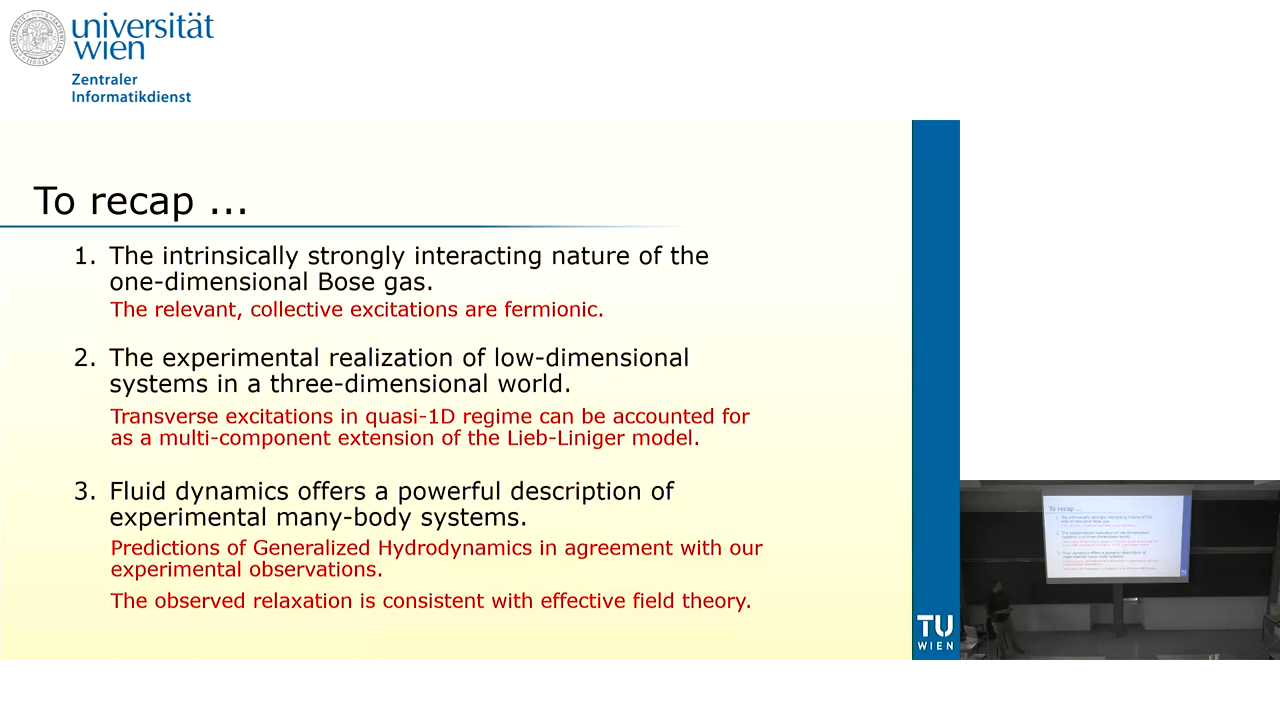 universität
wien
Zentraler
Informatikdienst
To recap ...
1. The intrinsically strongly interacting nature of the
one-dimensional Bose gas.
The relevant, collective excitations are fermionic.
2. The experimental realization of low-dimensional
systems in a three-dimensional world.
Transverse excitations in quasi-1D regime can be accounted for
as a multi-component extension of the Lieb-Liniger model.
3. Fluid dynamics offers a powerful description of
experimental many-body systems.
Predictions of Generalized Hydrodynamics in agreement with our
experimental observations.
The observed relaxation is consistent with effective field theory.
TU
WIEN
To recap ...